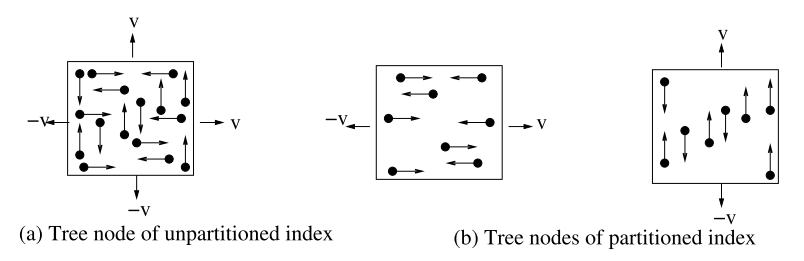 v
v
−v
v
−v
v
−v
−v
−v
(a) Tree node of unpartitioned index
(b) Tree nodes of partitioned index